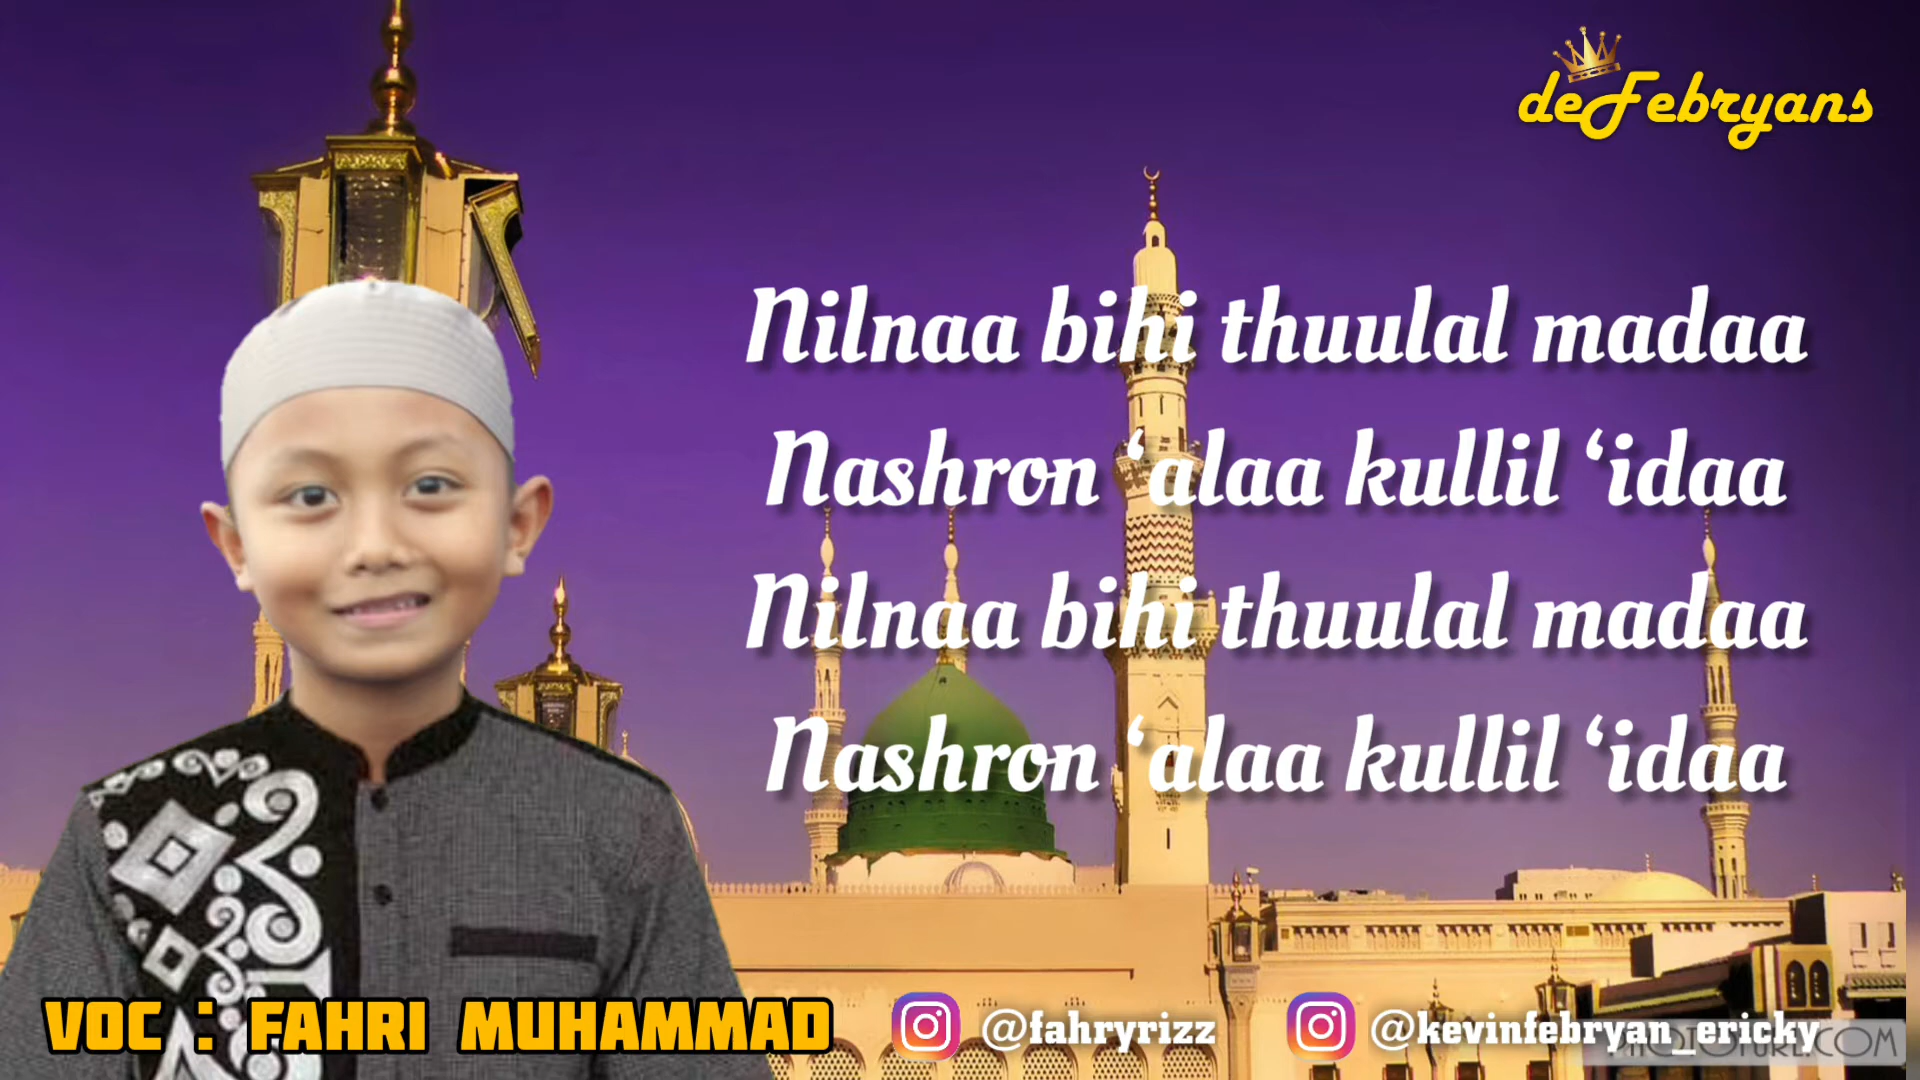 deFebryans
Nilnaa bihi thuulal madaa
Nashron ‘alaa kullil ‘idaa
Nilnaa bihi thuulal madaa
Nashron ‘alaa kullil ‘idaa
VOC : FAHRI MUHAMMAD @fahryrizz @kevinfebryan_ericky